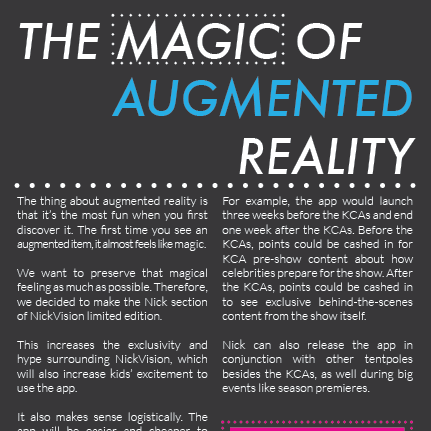 THE MAGIC OF
AUGMENTED
REALITY
The thing about augmented reality is
that it's the most fun when you first
discover it. The first time you see an
augmented item, it almost feels like magic.
We want to preserve that magical
feeling as much as possible. Therefore,
we decided to make the Nick section
of NickVision limited edition.
This increases the exclusivity and
hype surrounding NickVision, which
will also increase kids' excitement to
use the app.
It also makes sense logistically. The
app will be easier and cheaper to
For example, the app would launch
three weeks before the KCAs and end
one week after the KCAs. Before the
KCAs, points could be cashed in for
KCA pre-show content about how
celebrities prepare for the show. After
the KCAs, points could be cashed in
to see exclusive behind-the-scenes
content from the show itself.
Nick can also release the app in
conjunction with other tentpoles
besides the KCAs, as well during big
events like season premieres.